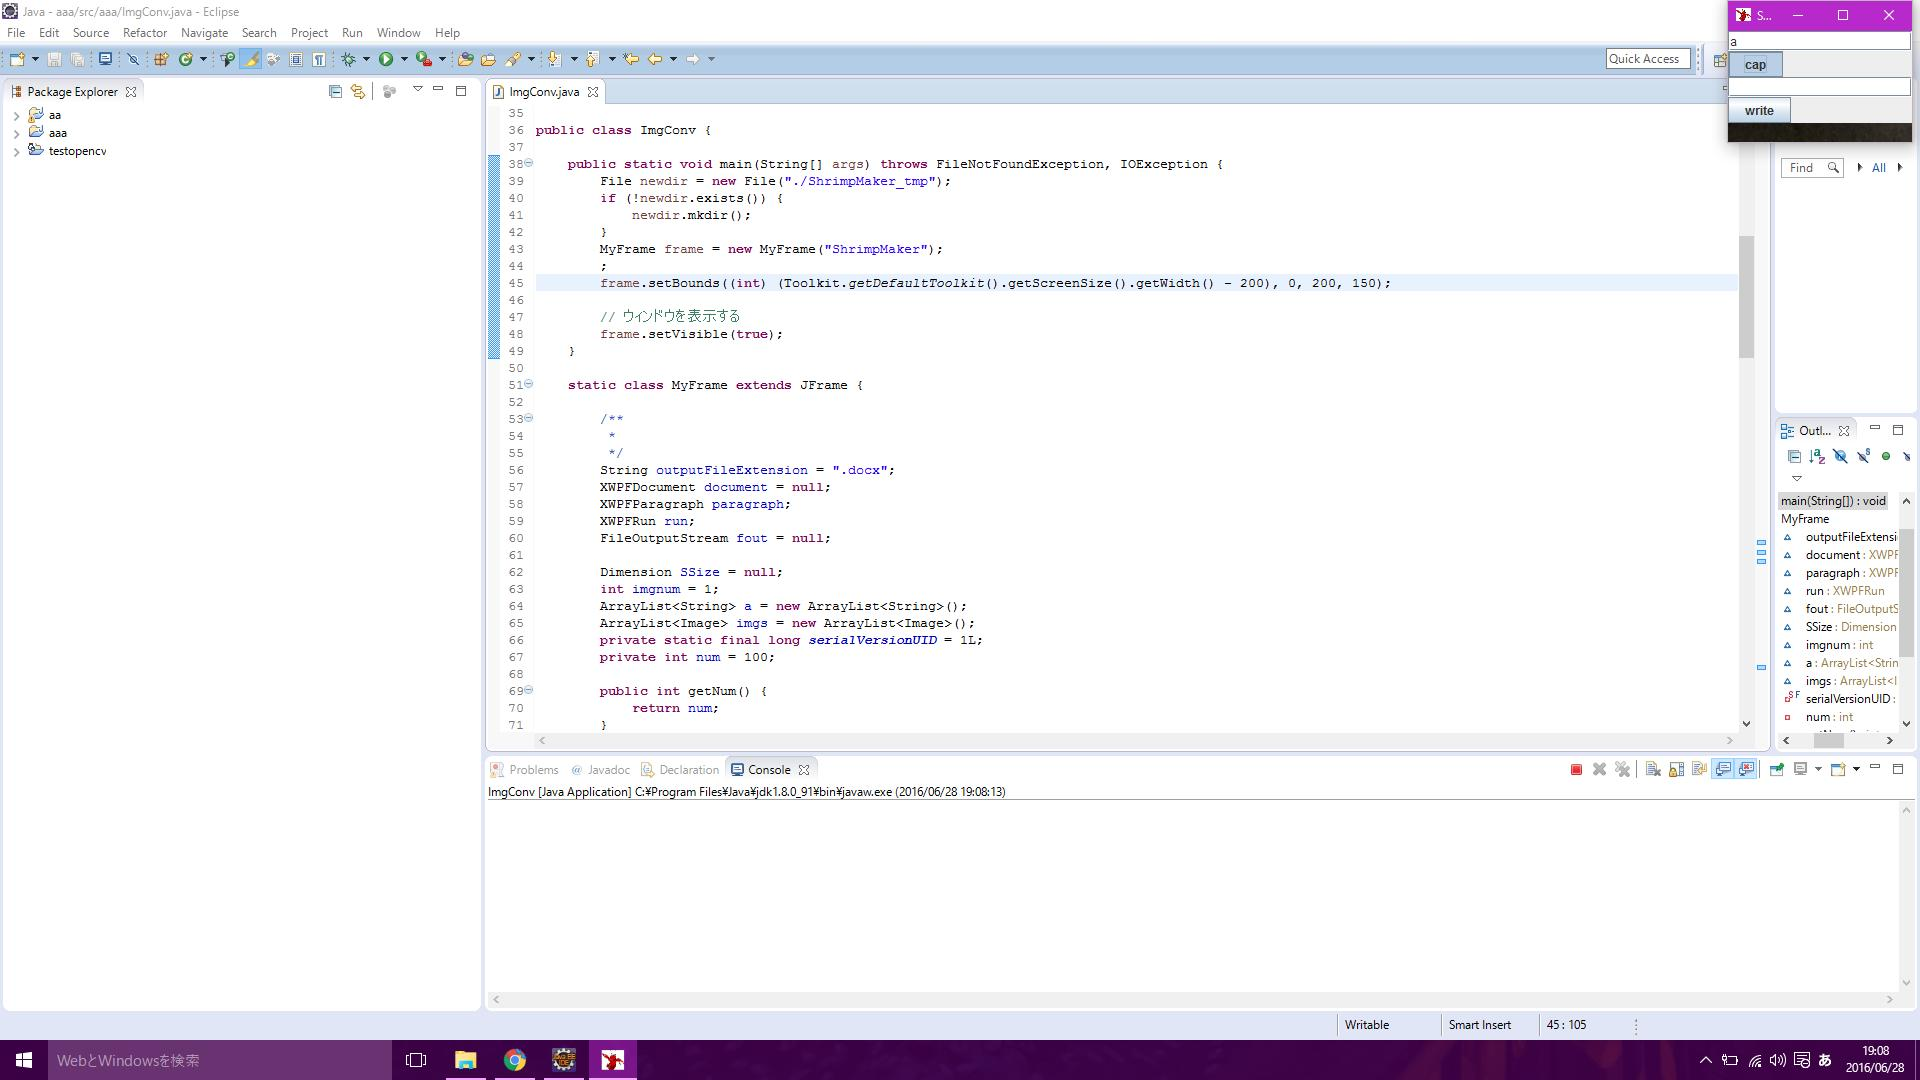 Java - aaa/src/aaa/ImgConv.java - Eclipse
File Edit Source Refactor Navigate Search Project Run Window Help
Quick Access
S...
a
cap
write
Package Explorer
aa
aaa
testopencv
ImgConv.java
35
36 public class ImgConv {
37
38 public static void main(String[] args) throws FileNotFoundException, IOException {
39 File newdir = new File("./ShrimpMaker_tmp");
40 if (!newdir.exists()) {
41 newdir.mkdir();
42 }
43 MyFrame frame = new MyFrame("ShrimpMaker");
44 ;
45 frame.setBounds((int) (Toolkit.getDefaultToolkit().getScreenSize().getWidth() - 200), 0, 200, 150);
46
47 // ウィンドウを表示する
48 frame.setVisible(true);
49 }
50
51 static class MyFrame extends JFrame {
52
53 /**
54 *
55 */
56 String outputFileExtension = ".docx";
57 XWPFDocument document = null;
58 XWPFParagraph paragraph;
59 XWPFRun run;
60 FileOutputStream fout = null;
61
62 Dimension SSize = null;
63 int imgnum = 1;
64 ArrayList<String> a = new ArrayList<String>();
65 ArrayList<Image> imgs = new ArrayList<Image>();
66 private static final long serialVersionUID = 1L;
67 private int num = 100;
68
69 public int getNum() {
70 return num;
71 }
Find All
Outl...
main(String[]) : void
MyFrame
outputFileExtensi
document : XWPF
paragraph : XWPF
run : XWPFRun
fout : FileOutputS
SSize : Dimension
imgnum : int
a : ArrayList<Strin
imgs : ArrayList<I
serialVersionUID :
num : int
Problems Javadoc Declaration Console
ImgConv [Java Application] C:¥Program Files¥Java¥jdk1.8.0_91¥bin¥javaw.exe (2016/06/28 19:08:13)
Writable Smart Insert 45 : 105
WebとWindowsを検索
あ
19:08
2016/06/28